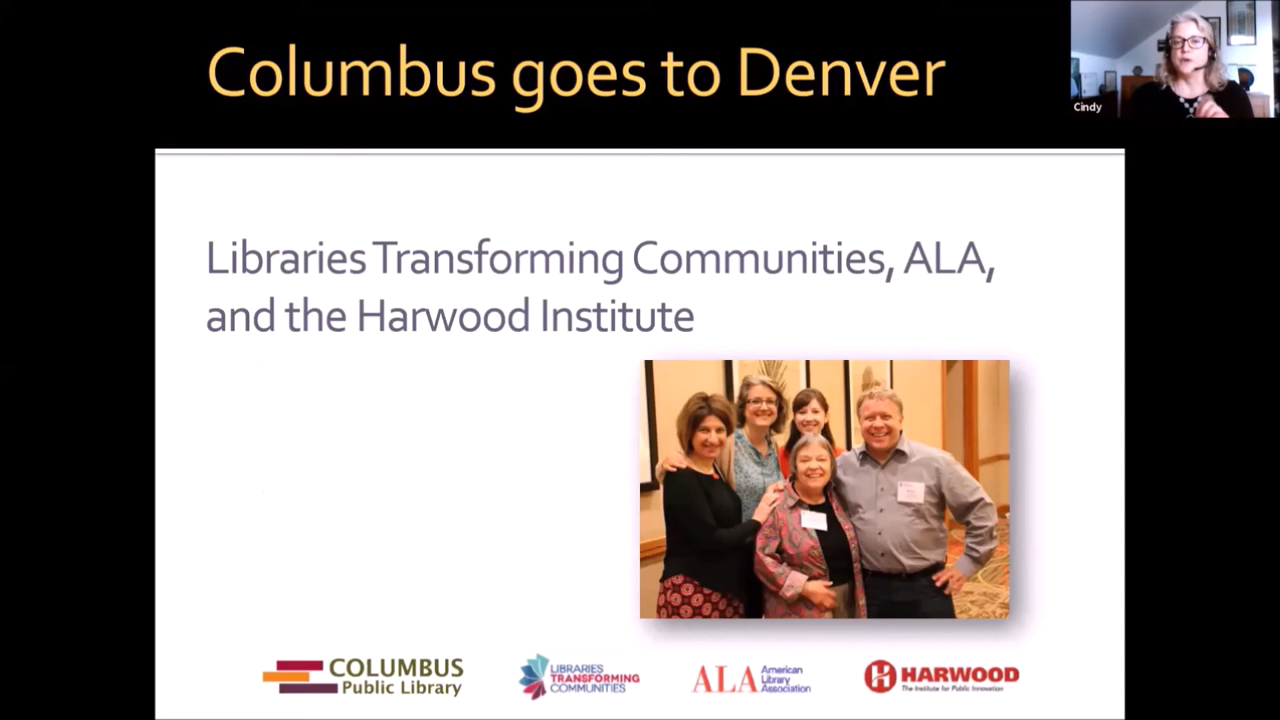 Columbus goes to Denver
Cindy
Libraries Transforming Communities, ALA,
and the Harwood Institute
COLUMBUS
Public Library
LIBRARIES
TRANSFORMING
COMMUNITIES
ALA American
Library
Association
HARWOOD
The Institute for Public Innovation